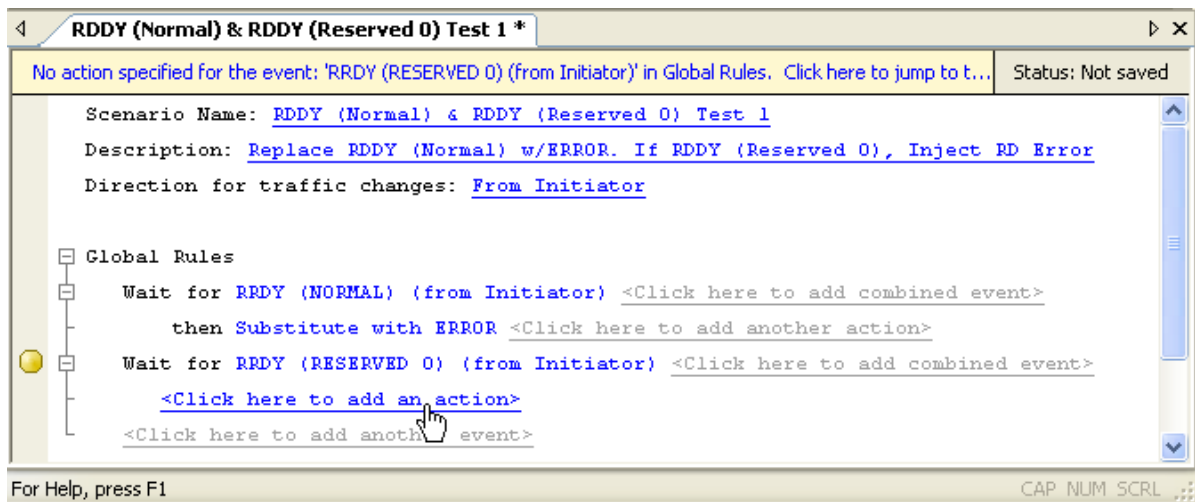 RDDY (Normal) & RDDY (Reserved 0) Test 1 *
No action specified for the event: 'RRDY (RESERVED 0) (from Initiator)' in Global Rules. Click here to jump to t... Status: Not saved
Scenario Name: RDDY (Normal) & RDDY (Reserved 0) Test 1
Description: Replace RDDY (Normal) w/ERROR. If RDDY (Reserved 0), Inject RD Error
Direction for traffic changes: From Initiator
Global Rules
Wait for RRDY (NORMAL) (from Initiator) <Click here to add combined event>
then Substitute with ERROR <Click here to add another action>
Wait for RRDY (RESERVED 0) (from Initiator) <Click here to add combined event>
<Click here to add an action>
<Click here to add another event>
For Help, press F1 CAP NUM SCRL